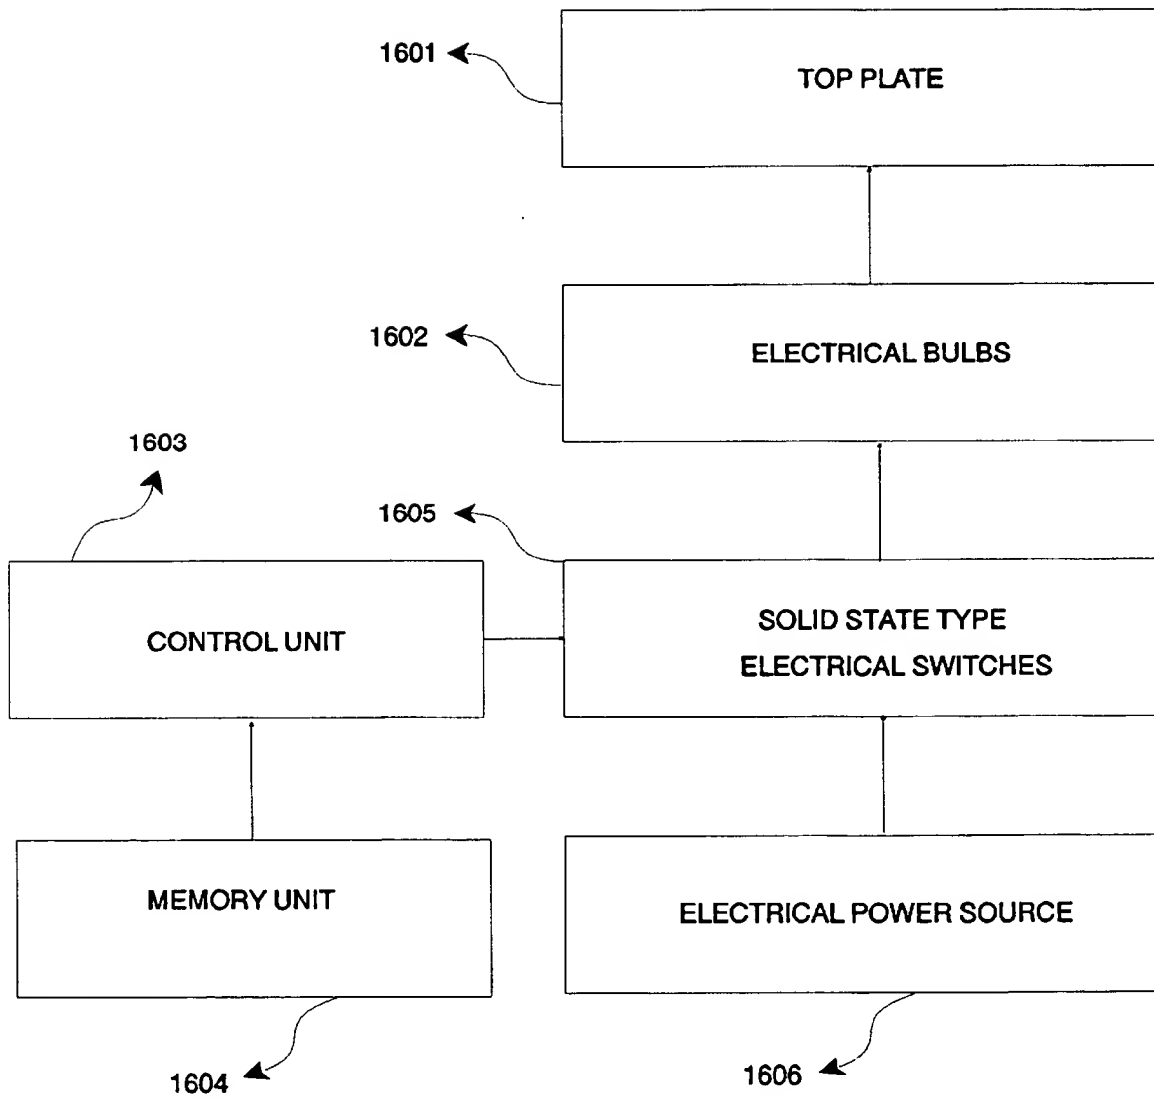 1601
TOP PLATE
1602
ELECTRICAL BULBS
1603
1605
CONTROL UNIT
SOLID STATE TYPE
ELECTRICAL SWITCHES
MEMORY UNIT
ELECTRICAL POWER SOURCE
1604
1606